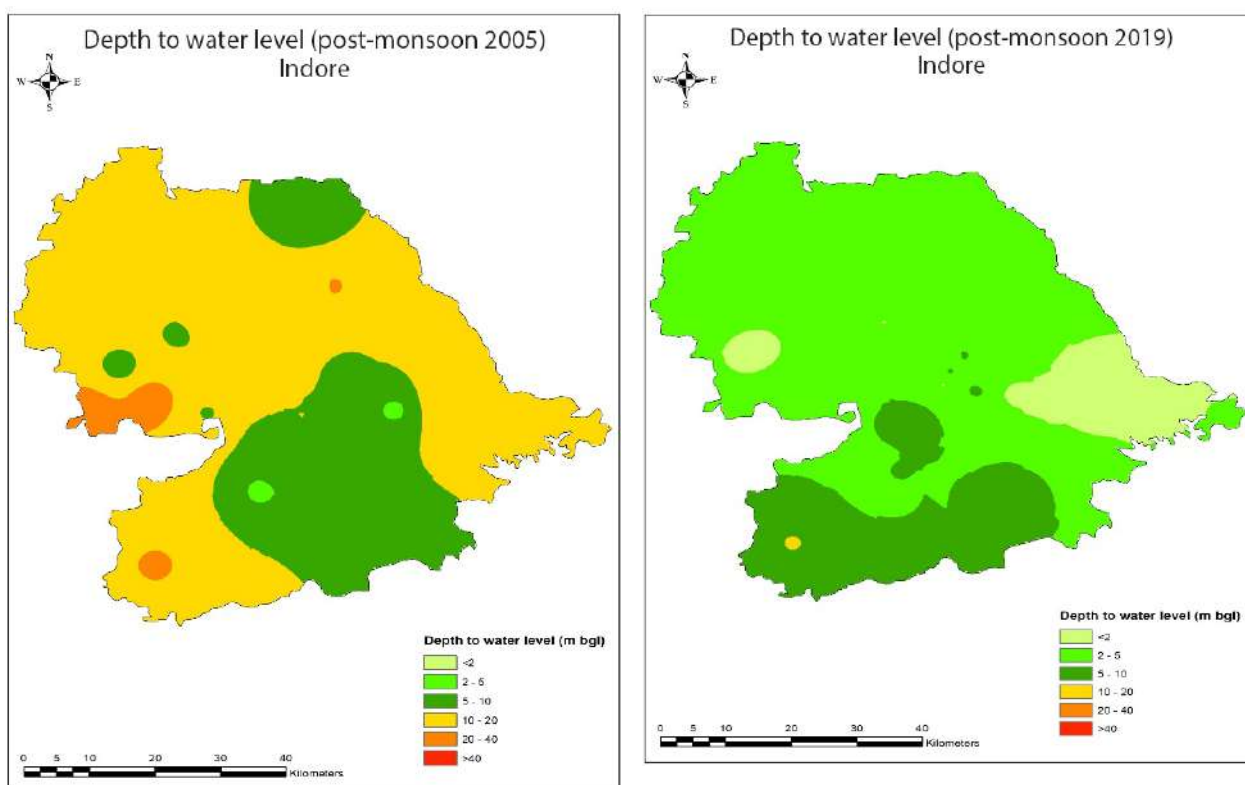 Depth to water level (post-monsoon 2005)
Indore
N
W E
S
Depth to water level (m bgl)
<2
2 - 5
5 - 10
10 - 20
20 - 40
>40
0 5 10 20 30 40
Kilometers
Depth to water level (post-monsoon 2019)
Indore
N
W E
S
Depth to water level (m bgl)
<2
2 - 5
5 - 10
10 - 20
20 - 40
>40
0 5 10 20 30 40
Kilometers